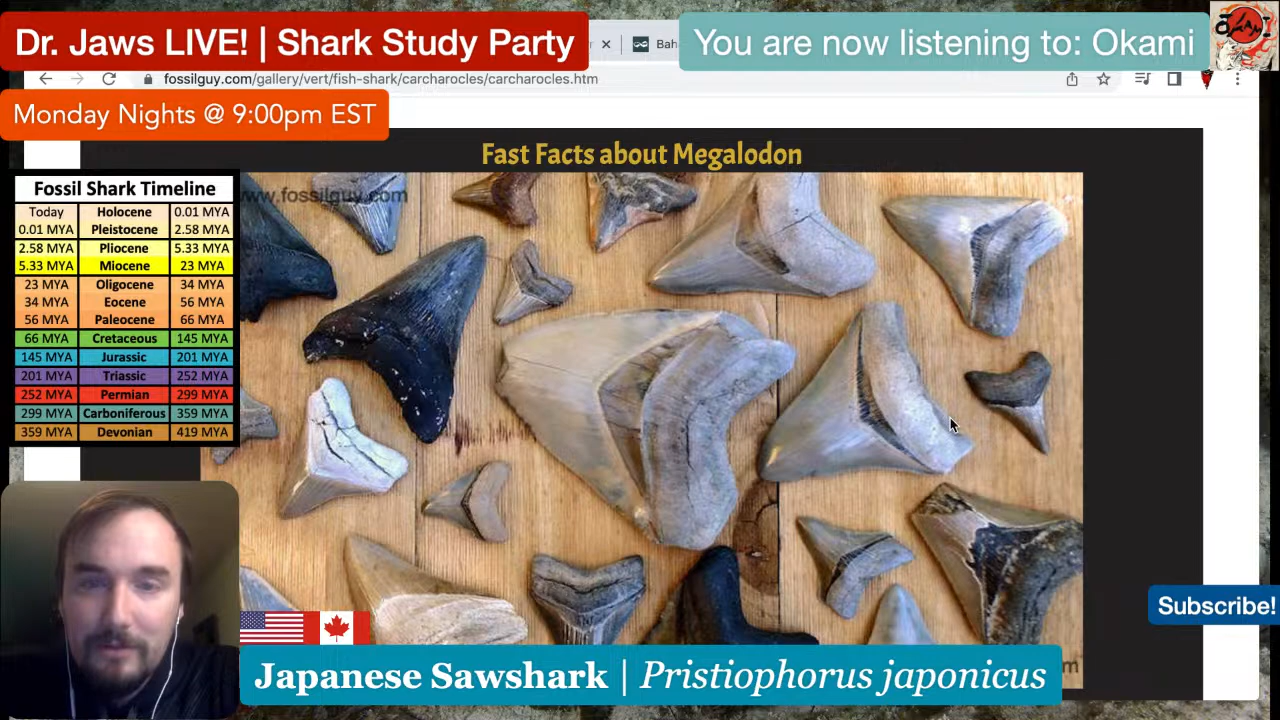 Dr. Jaws LIVE! | Shark Study Party
Bah
You are now listening to: Okami
fossilguy.com/gallery/vert/fish-shark/carcharocles/carcharocles.htm
Monday Nights @ 9:00pm EST
Fast Facts about Megalodon
www.fossilguy.com
Fossil Shark Timeline
Today Holocene 0.01 MYA
0.01 MYA Pleistocene 2.58 MYA
2.58 MYA Pliocene 5.33 MYA
5.33 MYA Miocene 23 MYA
23 MYA Oligocene 34 MYA
34 MYA Eocene 56 MYA
56 MYA Paleocene 66 MYA
66 MYA Cretaceous 145 MYA
145 MYA Jurassic 201 MYA
201 MYA Triassic 252 MYA
252 MYA Permian 299 MYA
299 MYA Carboniferous 359 MYA
359 MYA Devonian 419 MYA
Subscribe!
Japanese Sawshark | Pristiophorus japonicus